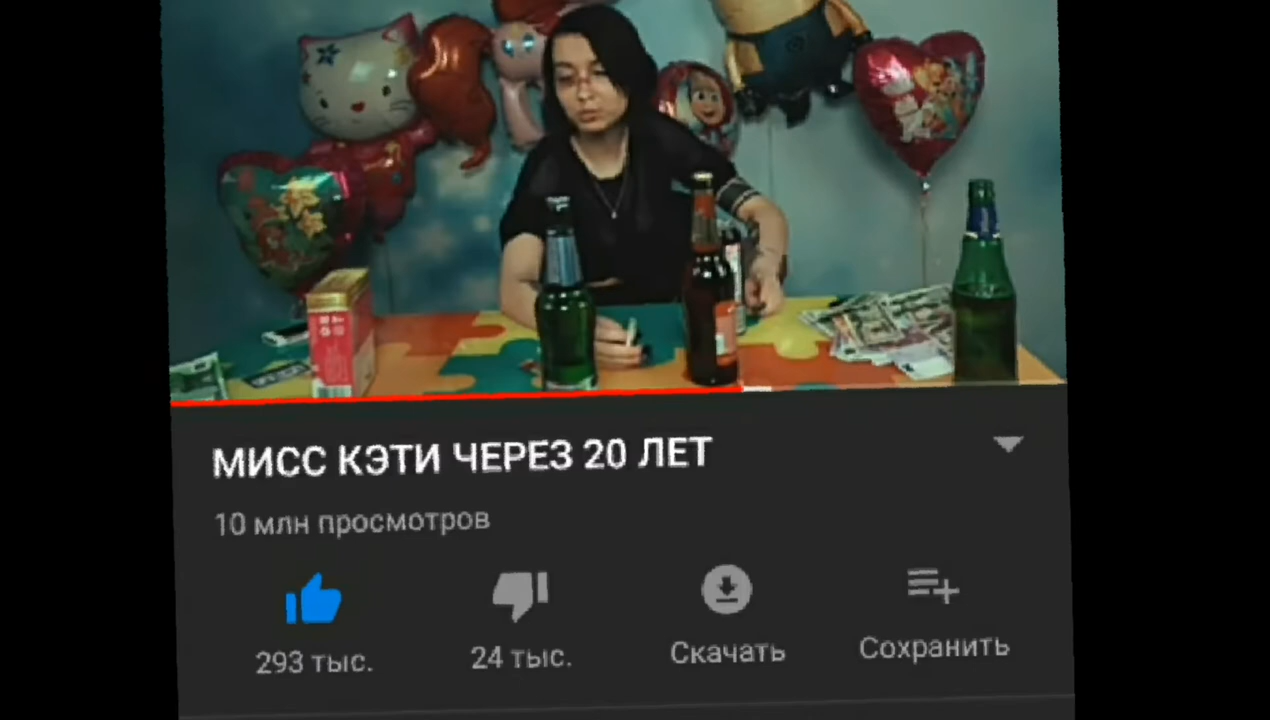 МИСС КЭТИ ЧЕРЕЗ 20 ЛЕТ
10 млн просмотров
293 тыс.
24 тыс.
Скачать
Сохранить